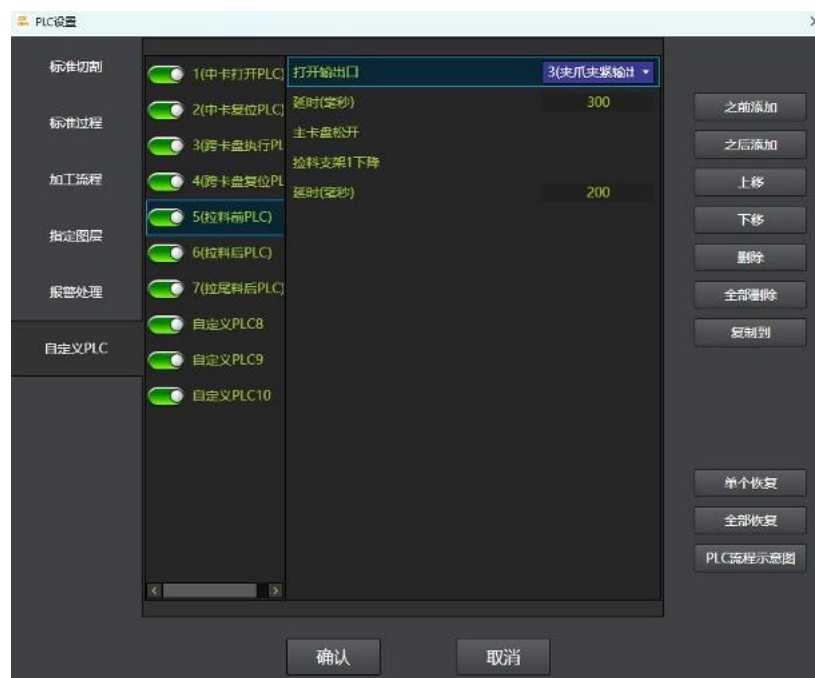 PLC设置
标准切割
标准过程
加工流程
指定图层
报警处理
自定义PLC
1(中卡打开PLC)
2(中卡复位PLC)
3(跨卡盘执行PL
4(跨卡盘复位PL
5(拉料前PLC)
6(拉料后PLC)
7(拉尾料后PLC)
自定义PLC8
自定义PLC9
自定义PLC10
打开输出口 3(夹爪夹紧输出
延时(毫秒) 300
主卡盘松开
捡料支架1下降
延时(毫秒) 200
之前添加
之后添加
上移
下移
删除
全部删除
复制到
单个恢复
全部恢复
PLC流程示意图
确认 取消